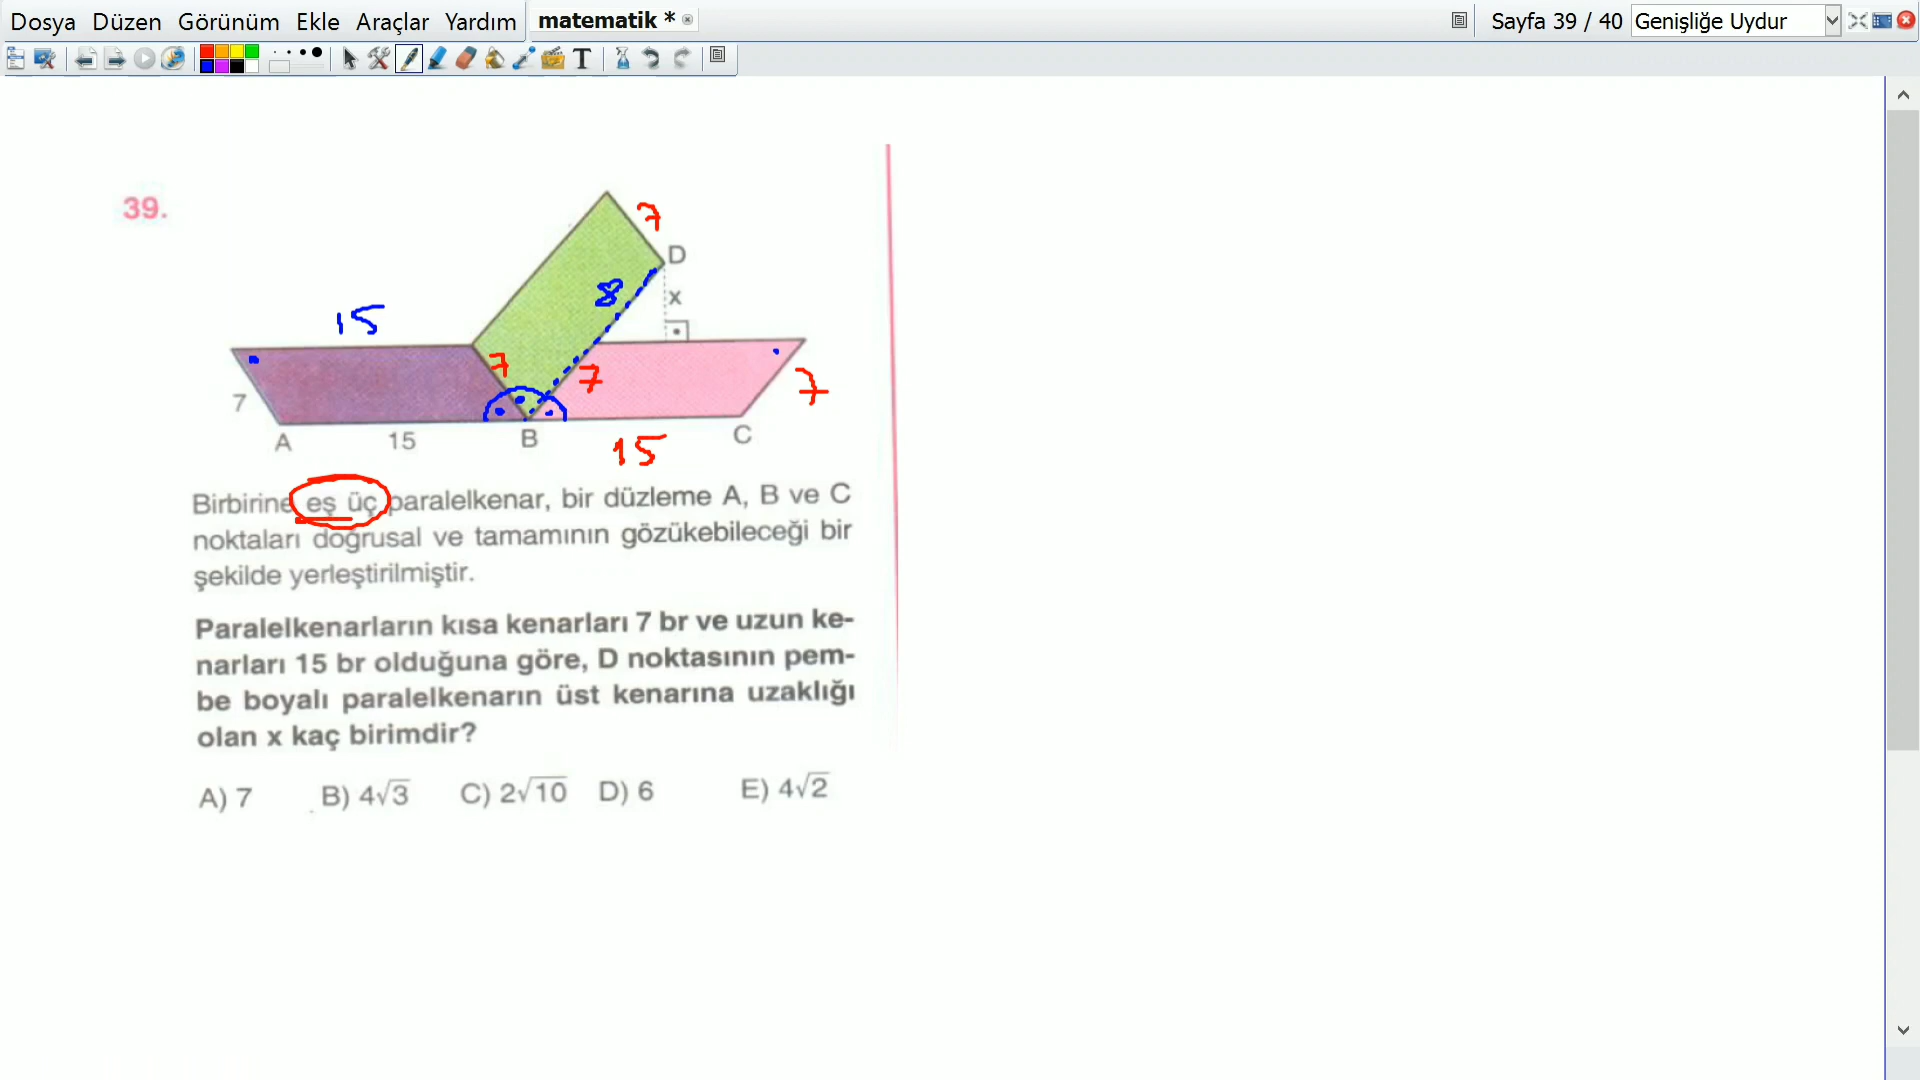 Dosya Düzen Görünüm Ekle Araçlar Yardım matematik * Sayfa 39 / 40 Genişliğe Uydur
39.
7
D
8
x
15
7
7
7
7
A
15
B
15
C
Birbirine eş üç paralelkenar, bir düzleme A, B ve C
noktaları doğrusal ve tamamının gözükebileceği bir
şekilde yerleştirilmiştir.
Paralelkenarların kısa kenarları 7 br ve uzun ke-
narları 15 br olduğuna göre, D noktasının pem-
be boyalı paralelkenarın üst kenarına uzaklığı
olan x kaç birimdir?
A) 7 B) 4√3 C) 2√10 D) 6 E) 4√2